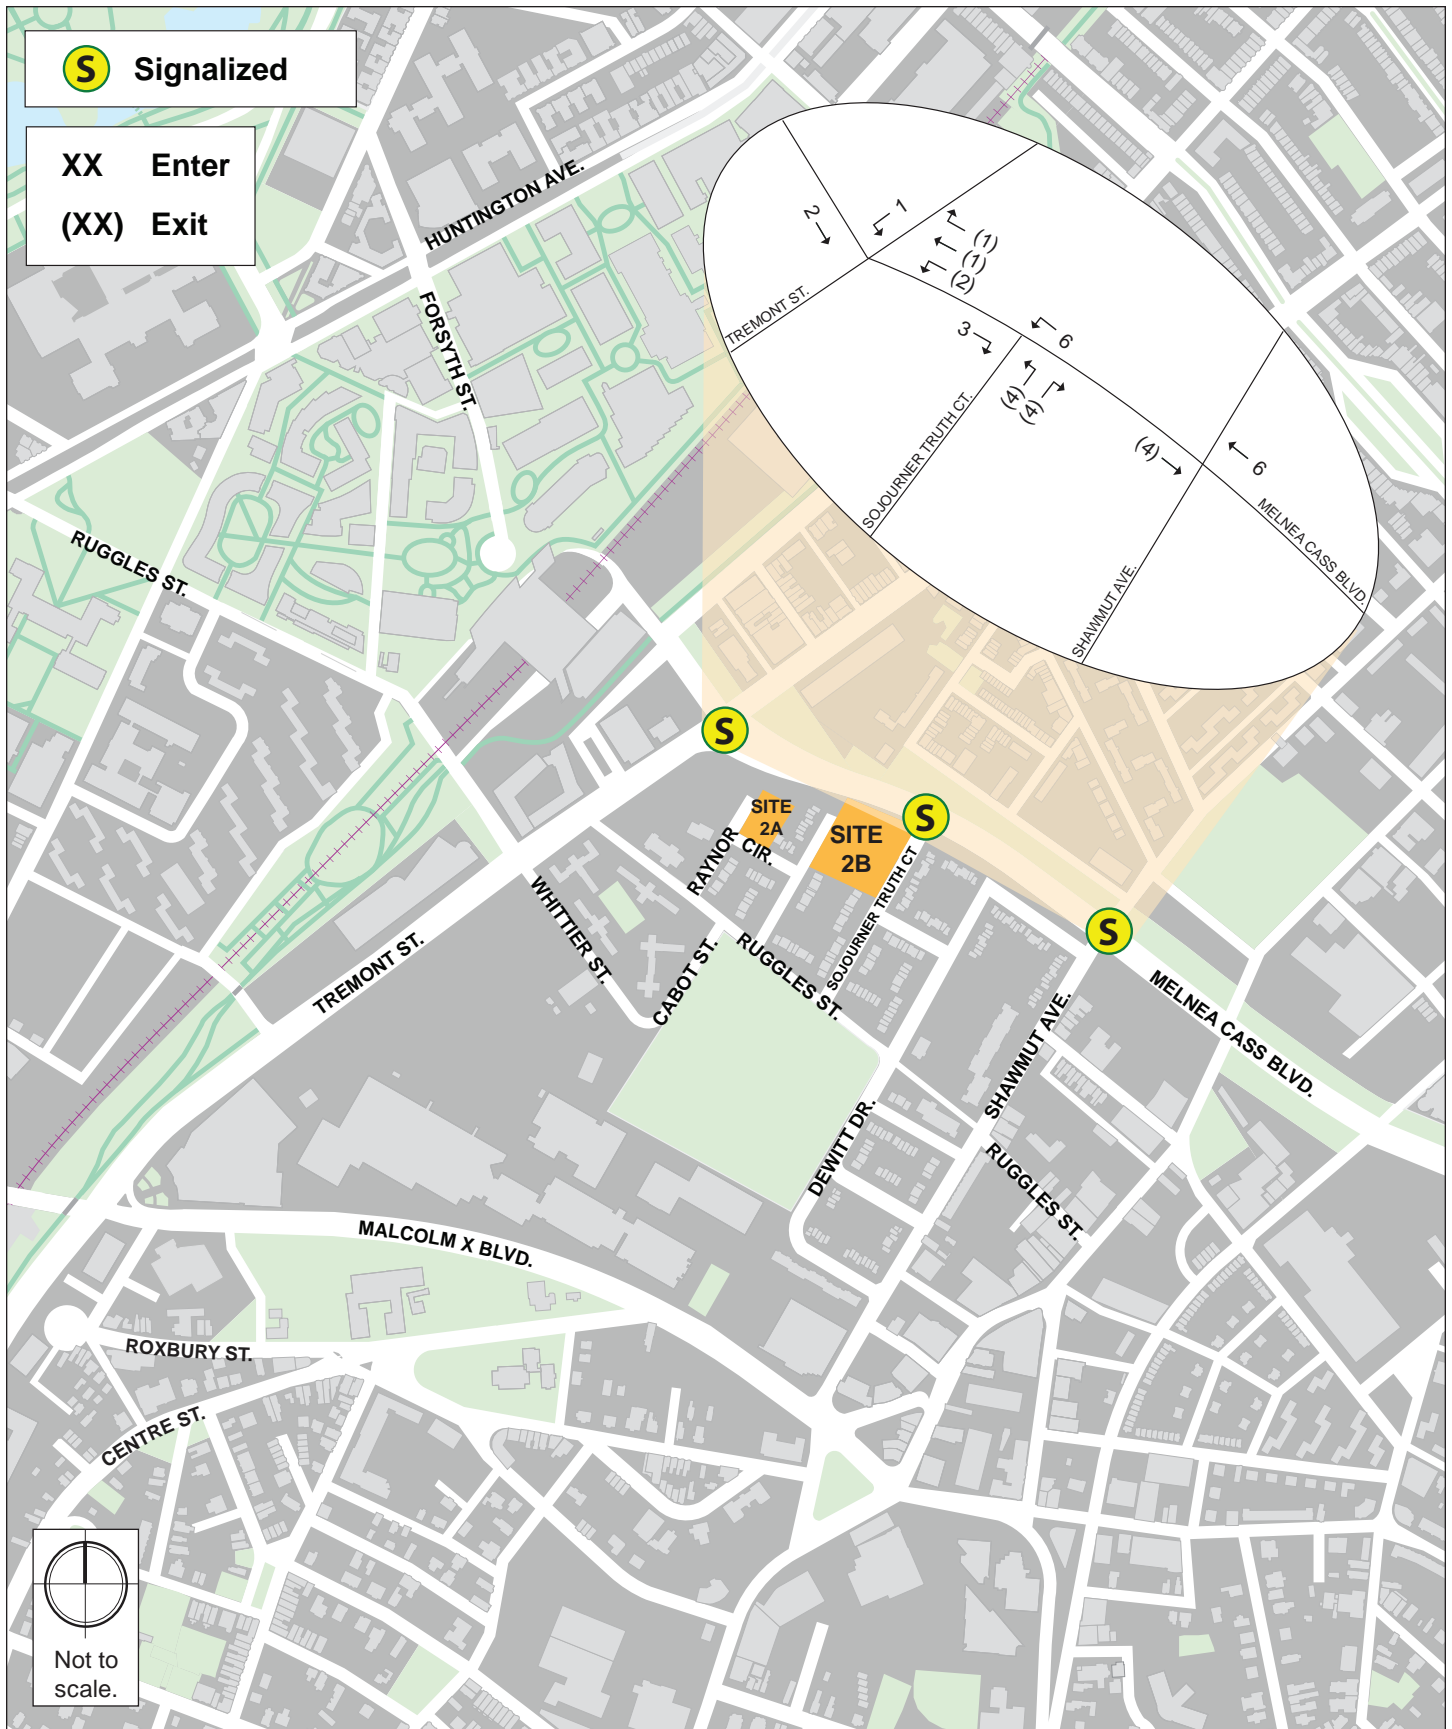 S Signalized
XX Enter
(XX) Exit
HUNTINGTON AVE.
FORSYTH ST.
RUGGLES ST.
2
1
(1)
(1)
(2)
TREMONT ST.
3
6
(4)
(4)
SOJOURNER TRUTH CT.
(4)
6
MELNEA CASS BLVD.
SHAWMUT AVE.
S
S
S
SITE
2A
SITE
2B
RAYNOR
CIR.
SOJOURNER TRUTH CT
WHITTIER ST.
TREMONT ST.
CABOT ST.
RUGGLES ST.
MELNEA CASS BLVD.
SHAWMUT AVE.
DEWITT DR.
RUGGLES ST.
MALCOLM X BLVD.
ROXBURY ST.
CENTRE ST.
Not to
scale.